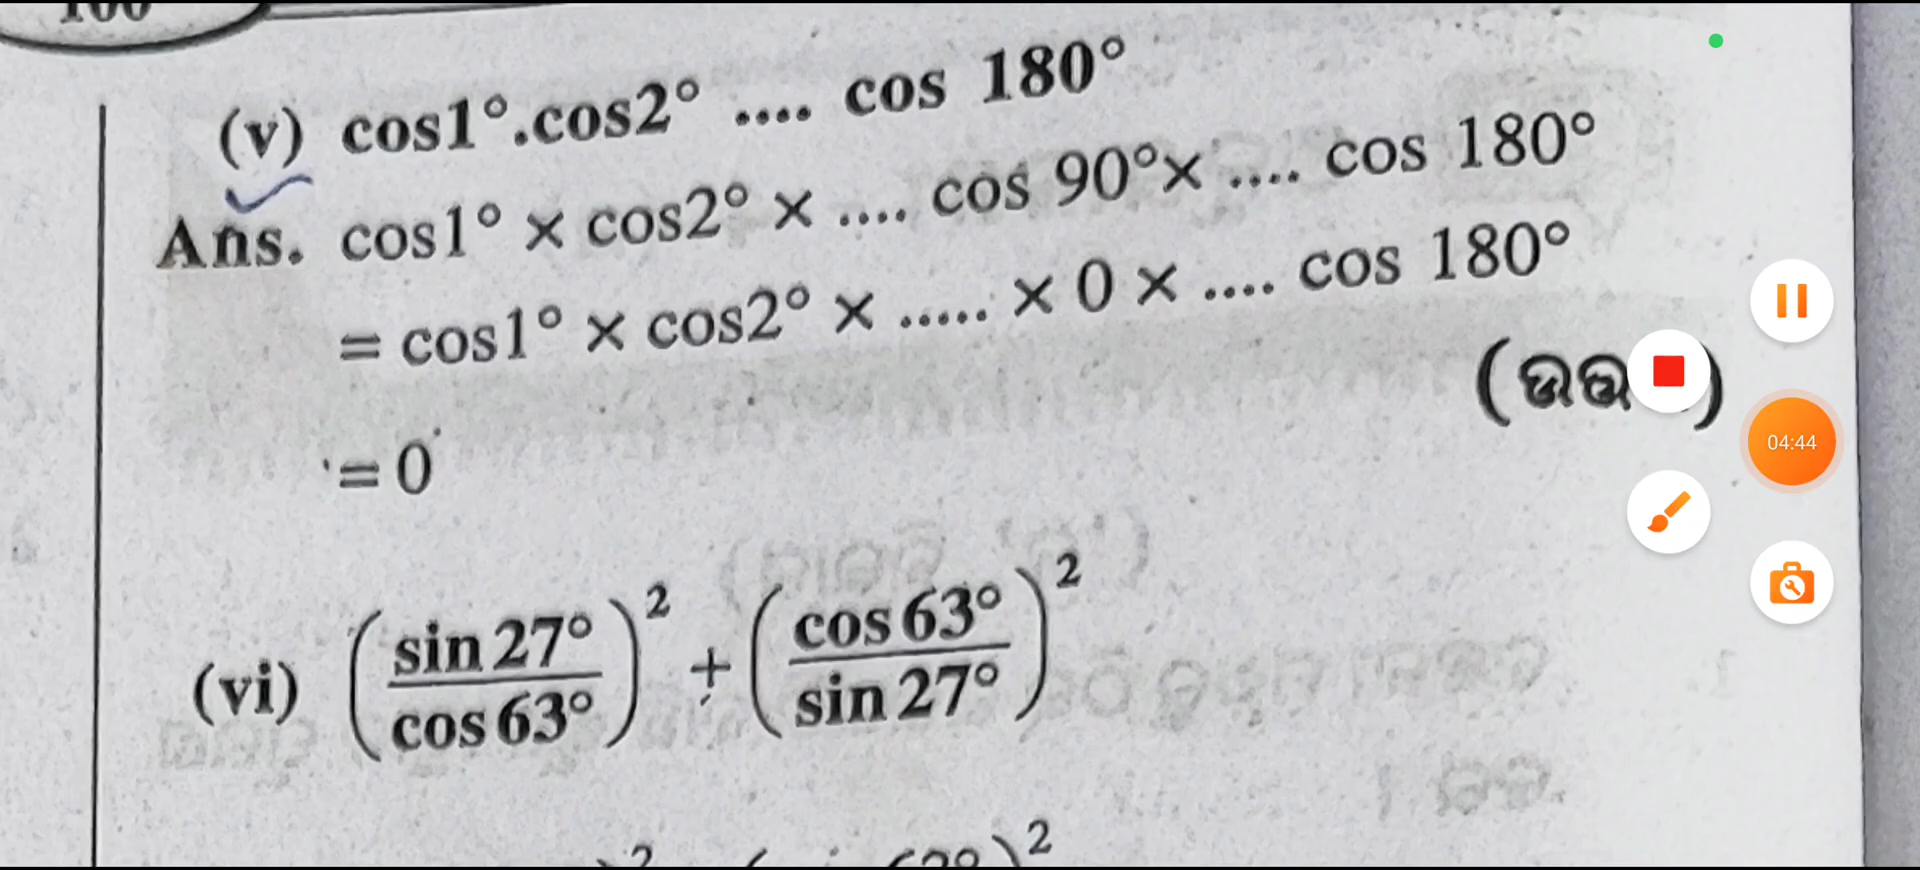 (v) cos1°.cos2° .... cos 180°
Ans. cos1° × cos2° × .... cos 90°× .... cos 180°
= cos1° × cos2° × ..... × 0 × .... cos 180°
= 0
(vi) (sin 27°/cos 63°)² + (cos 63°/sin 27°)²
04:44